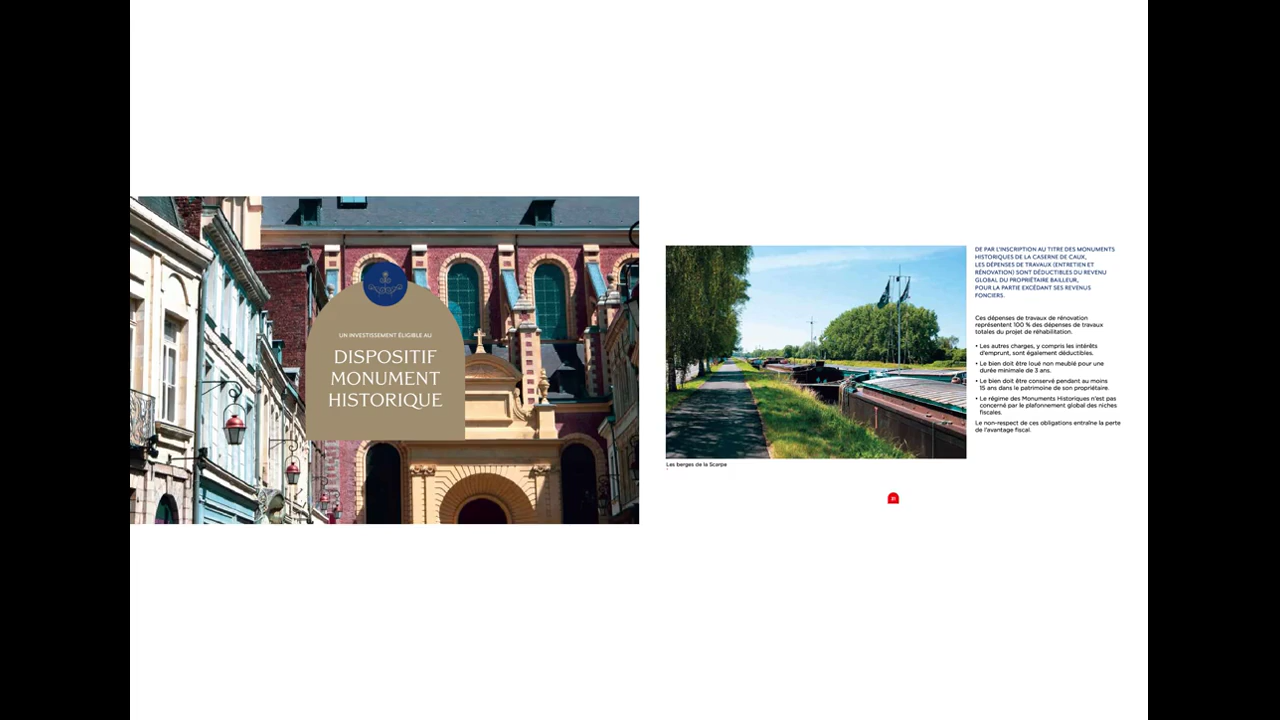 UN INVESTISSEMENT ÉLIGIBLE AU
DISPOSITIF
MONUMENT
HISTORIQUE
DE PAR L'INSCRIPTION AU TITRE DES MONUMENTS
HISTORIQUES DE LA CASERNE DE CAUX,
LES DÉPENSES DE TRAVAUX (ENTRETIEN ET
RÉNOVATION) SONT DÉDUCTIBLES DU REVENU
GLOBAL DU PROPRIÉTAIRE BAILLEUR,
POUR LA PARTIE EXCÉDANT SES REVENUS
FONCIERS.
Ces dépenses de travaux de rénovation
représentent 100 % des dépenses de travaux
totales du projet de réhabilitation.
• Les autres charges, y compris les intérêts
d'emprunt, sont également déductibles.
• Le bien doit être loué non meublé pour une
durée minimale de 3 ans.
• Le bien doit être conservé pendant au moins
15 ans dans le patrimoine de son propriétaire.
• Le régime des Monuments Historiques n'est pas
concerné par le plafonnement global des niches
fiscales.
Le non-respect de ces obligations entraîne la perte
de l'avantage fiscal.
Les berges de la Scarpe